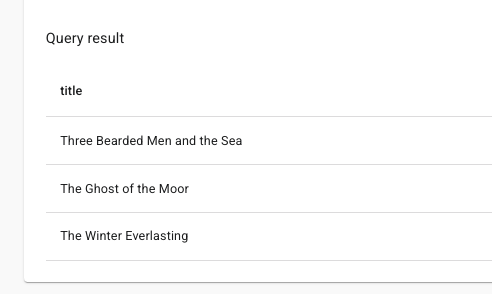 Query result
title
Three Bearded Men and the Sea
The Ghost of the Moor
The Winter Everlasting